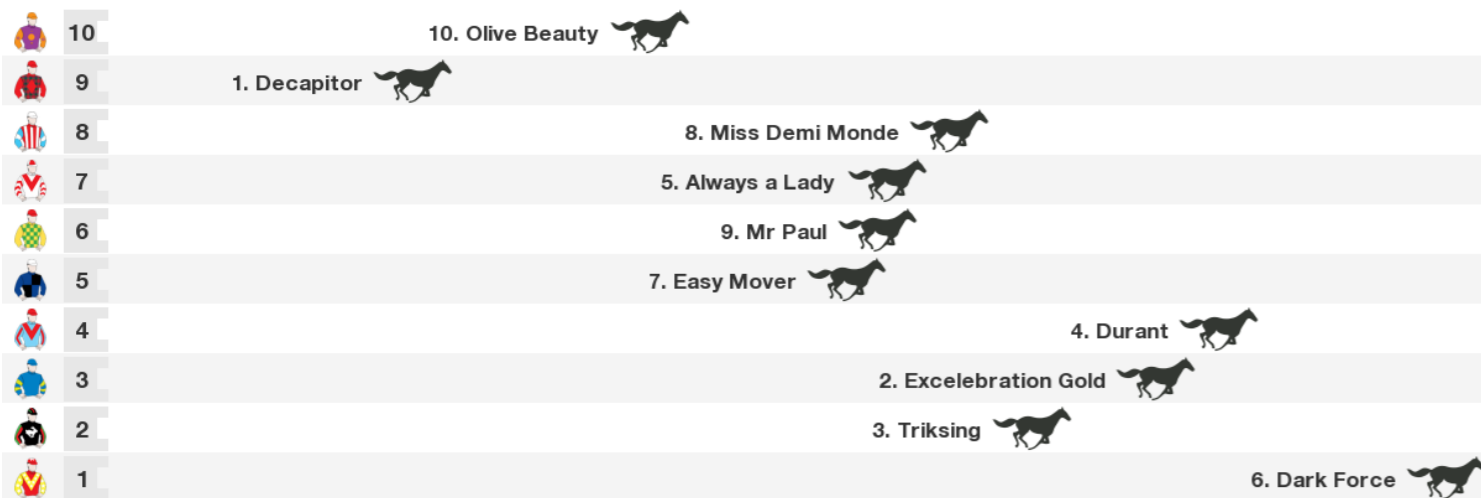 10 10. Olive Beauty
9 1. Decapitor
8 8. Miss Demi Monde
7 5. Always a Lady
6 9. Mr Paul
5 7. Easy Mover
4 4. Durant
3 2. Excelebration Gold
2 3. Triksing
1 6. Dark Force